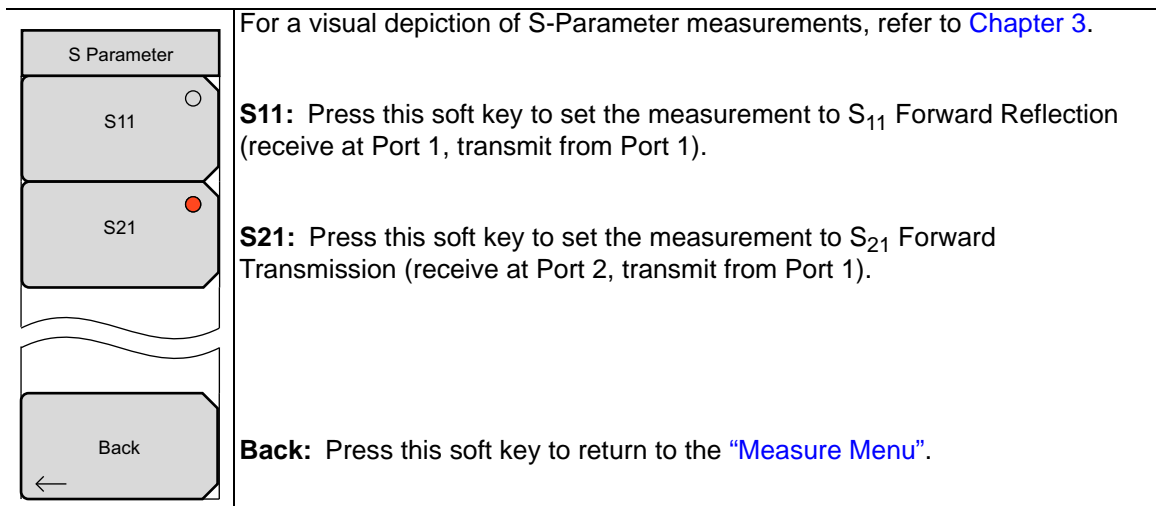 S Parameter
S11
S21
Back
For a visual depiction of S-Parameter measurements, refer to Chapter 3.
S11: Press this soft key to set the measurement to S11 Forward Reflection
(receive at Port 1, transmit from Port 1).
S21: Press this soft key to set the measurement to S21 Forward
Transmission (receive at Port 2, transmit from Port 1).
Back: Press this soft key to return to the “Measure Menu”.